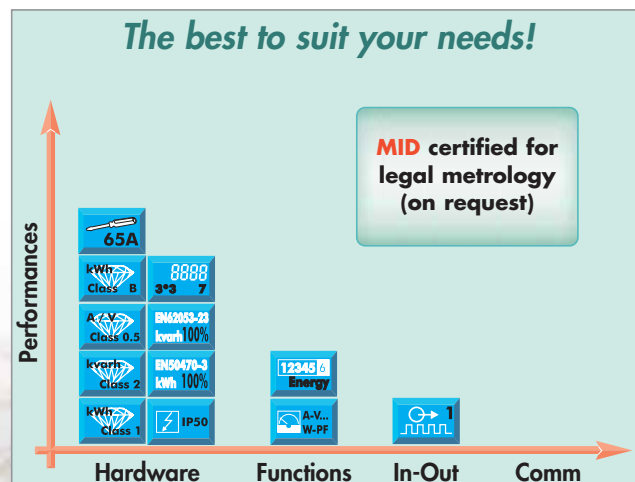 The best to suit your needs!
MID certified for
legal metrology
(on request)
Performances
65A
kWh
Class B
8888
3*3 7
A / V
Class 0.5
EN62053-23
kvarh 100%
kvarh
Class 2
EN50470-3
kWh 100%
12345 6
Energy
kWh
Class 1
IP50
A-V...
W-PF
1
Hardware
Functions
In-Out
Comm